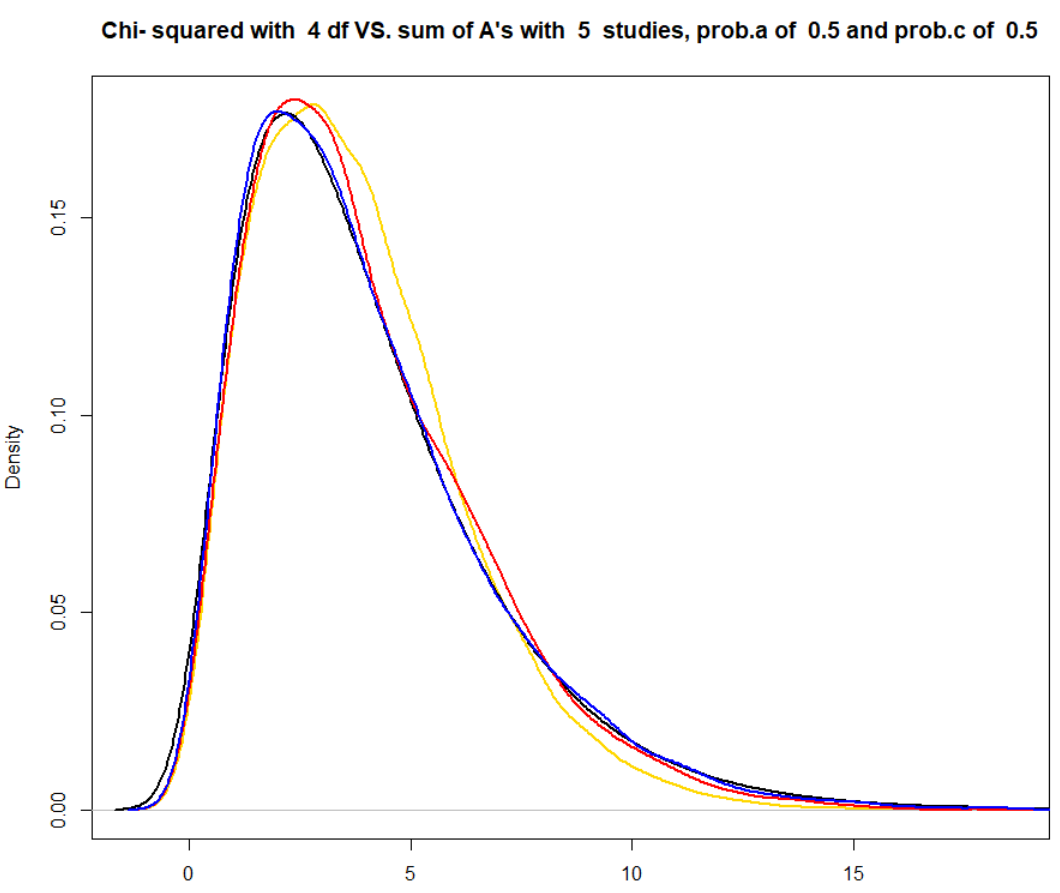 Chi- squared with 4 df VS. sum of A's with 5 studies, prob.a of 0.5 and prob.c of 0.5
0.15
0.10
0.05
0.00
Density
0 5 10 15